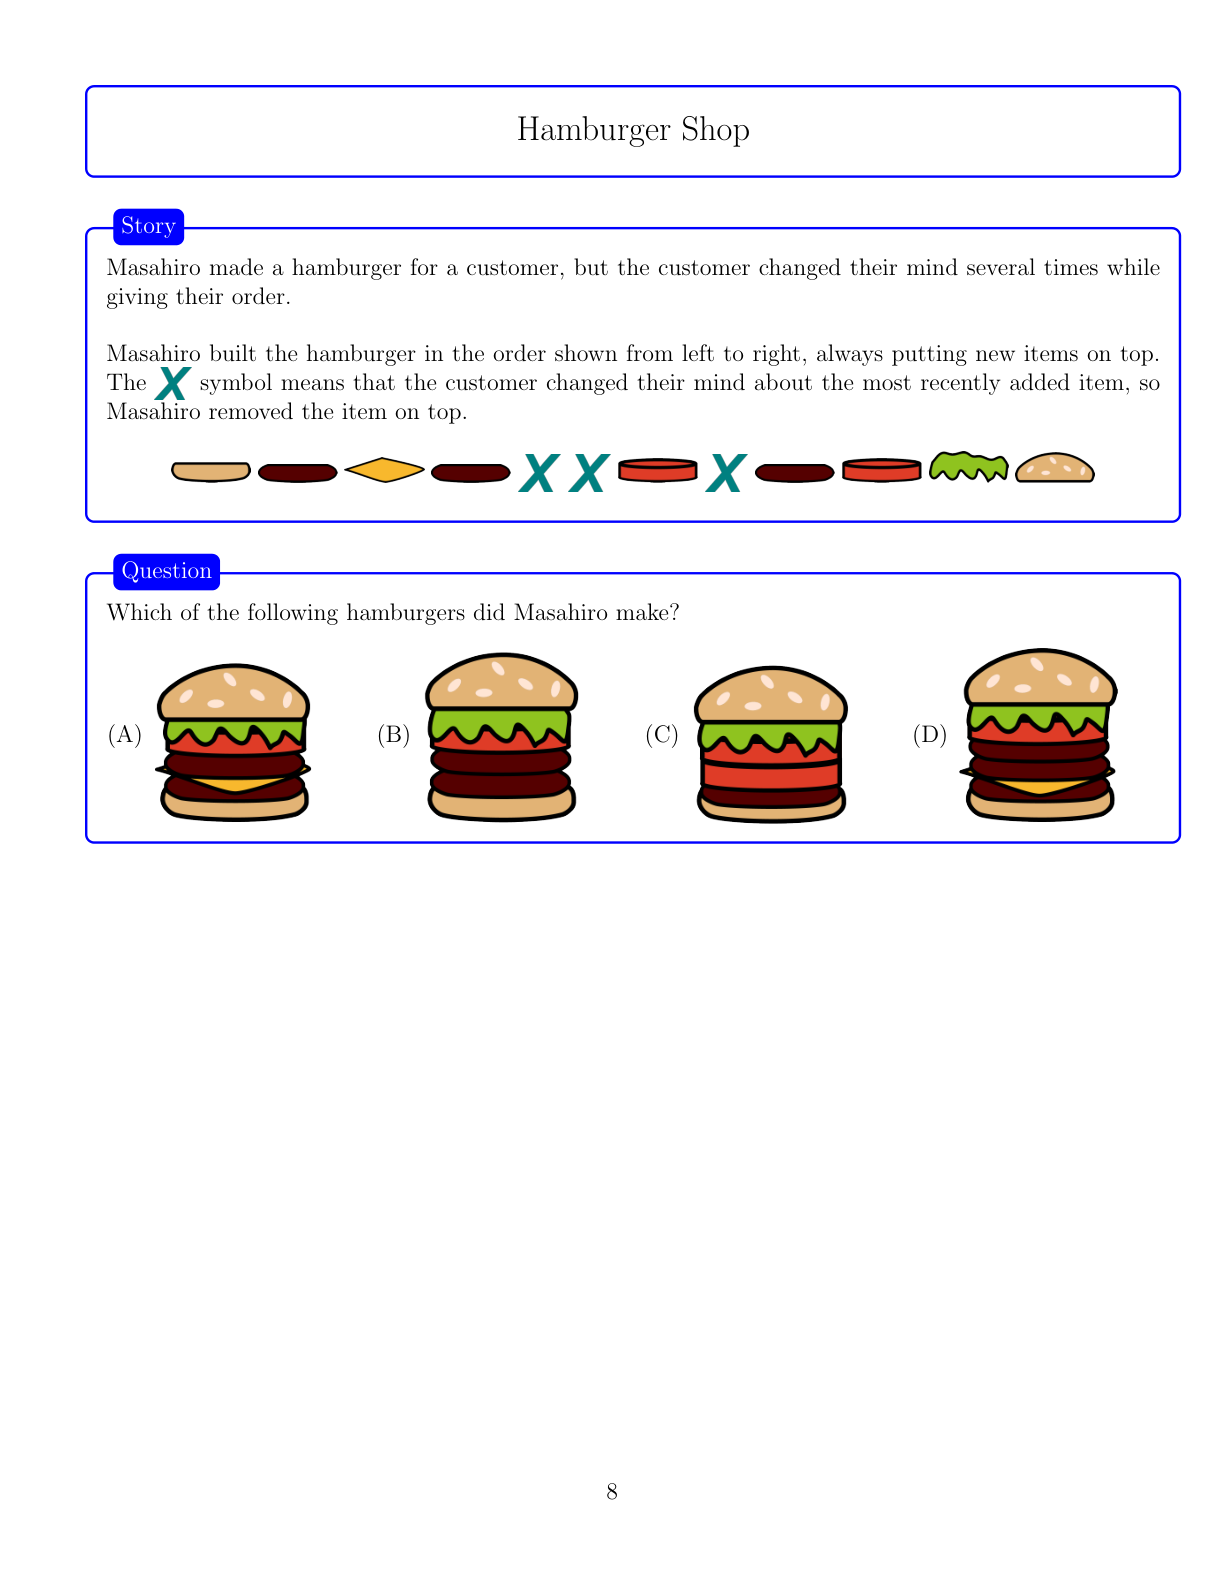 Hamburger Shop
Story
Masahiro made a hamburger for a customer, but the customer changed their mind several times while
giving their order.
Masahiro built the hamburger in the order shown from left to right, always putting new items on top.
The X symbol means that the customer changed their mind about the most recently added item, so
Masahiro removed the item on top.
X X X
Question
Which of the following hamburgers did Masahiro make?
(A) (B) (C) (D)
8